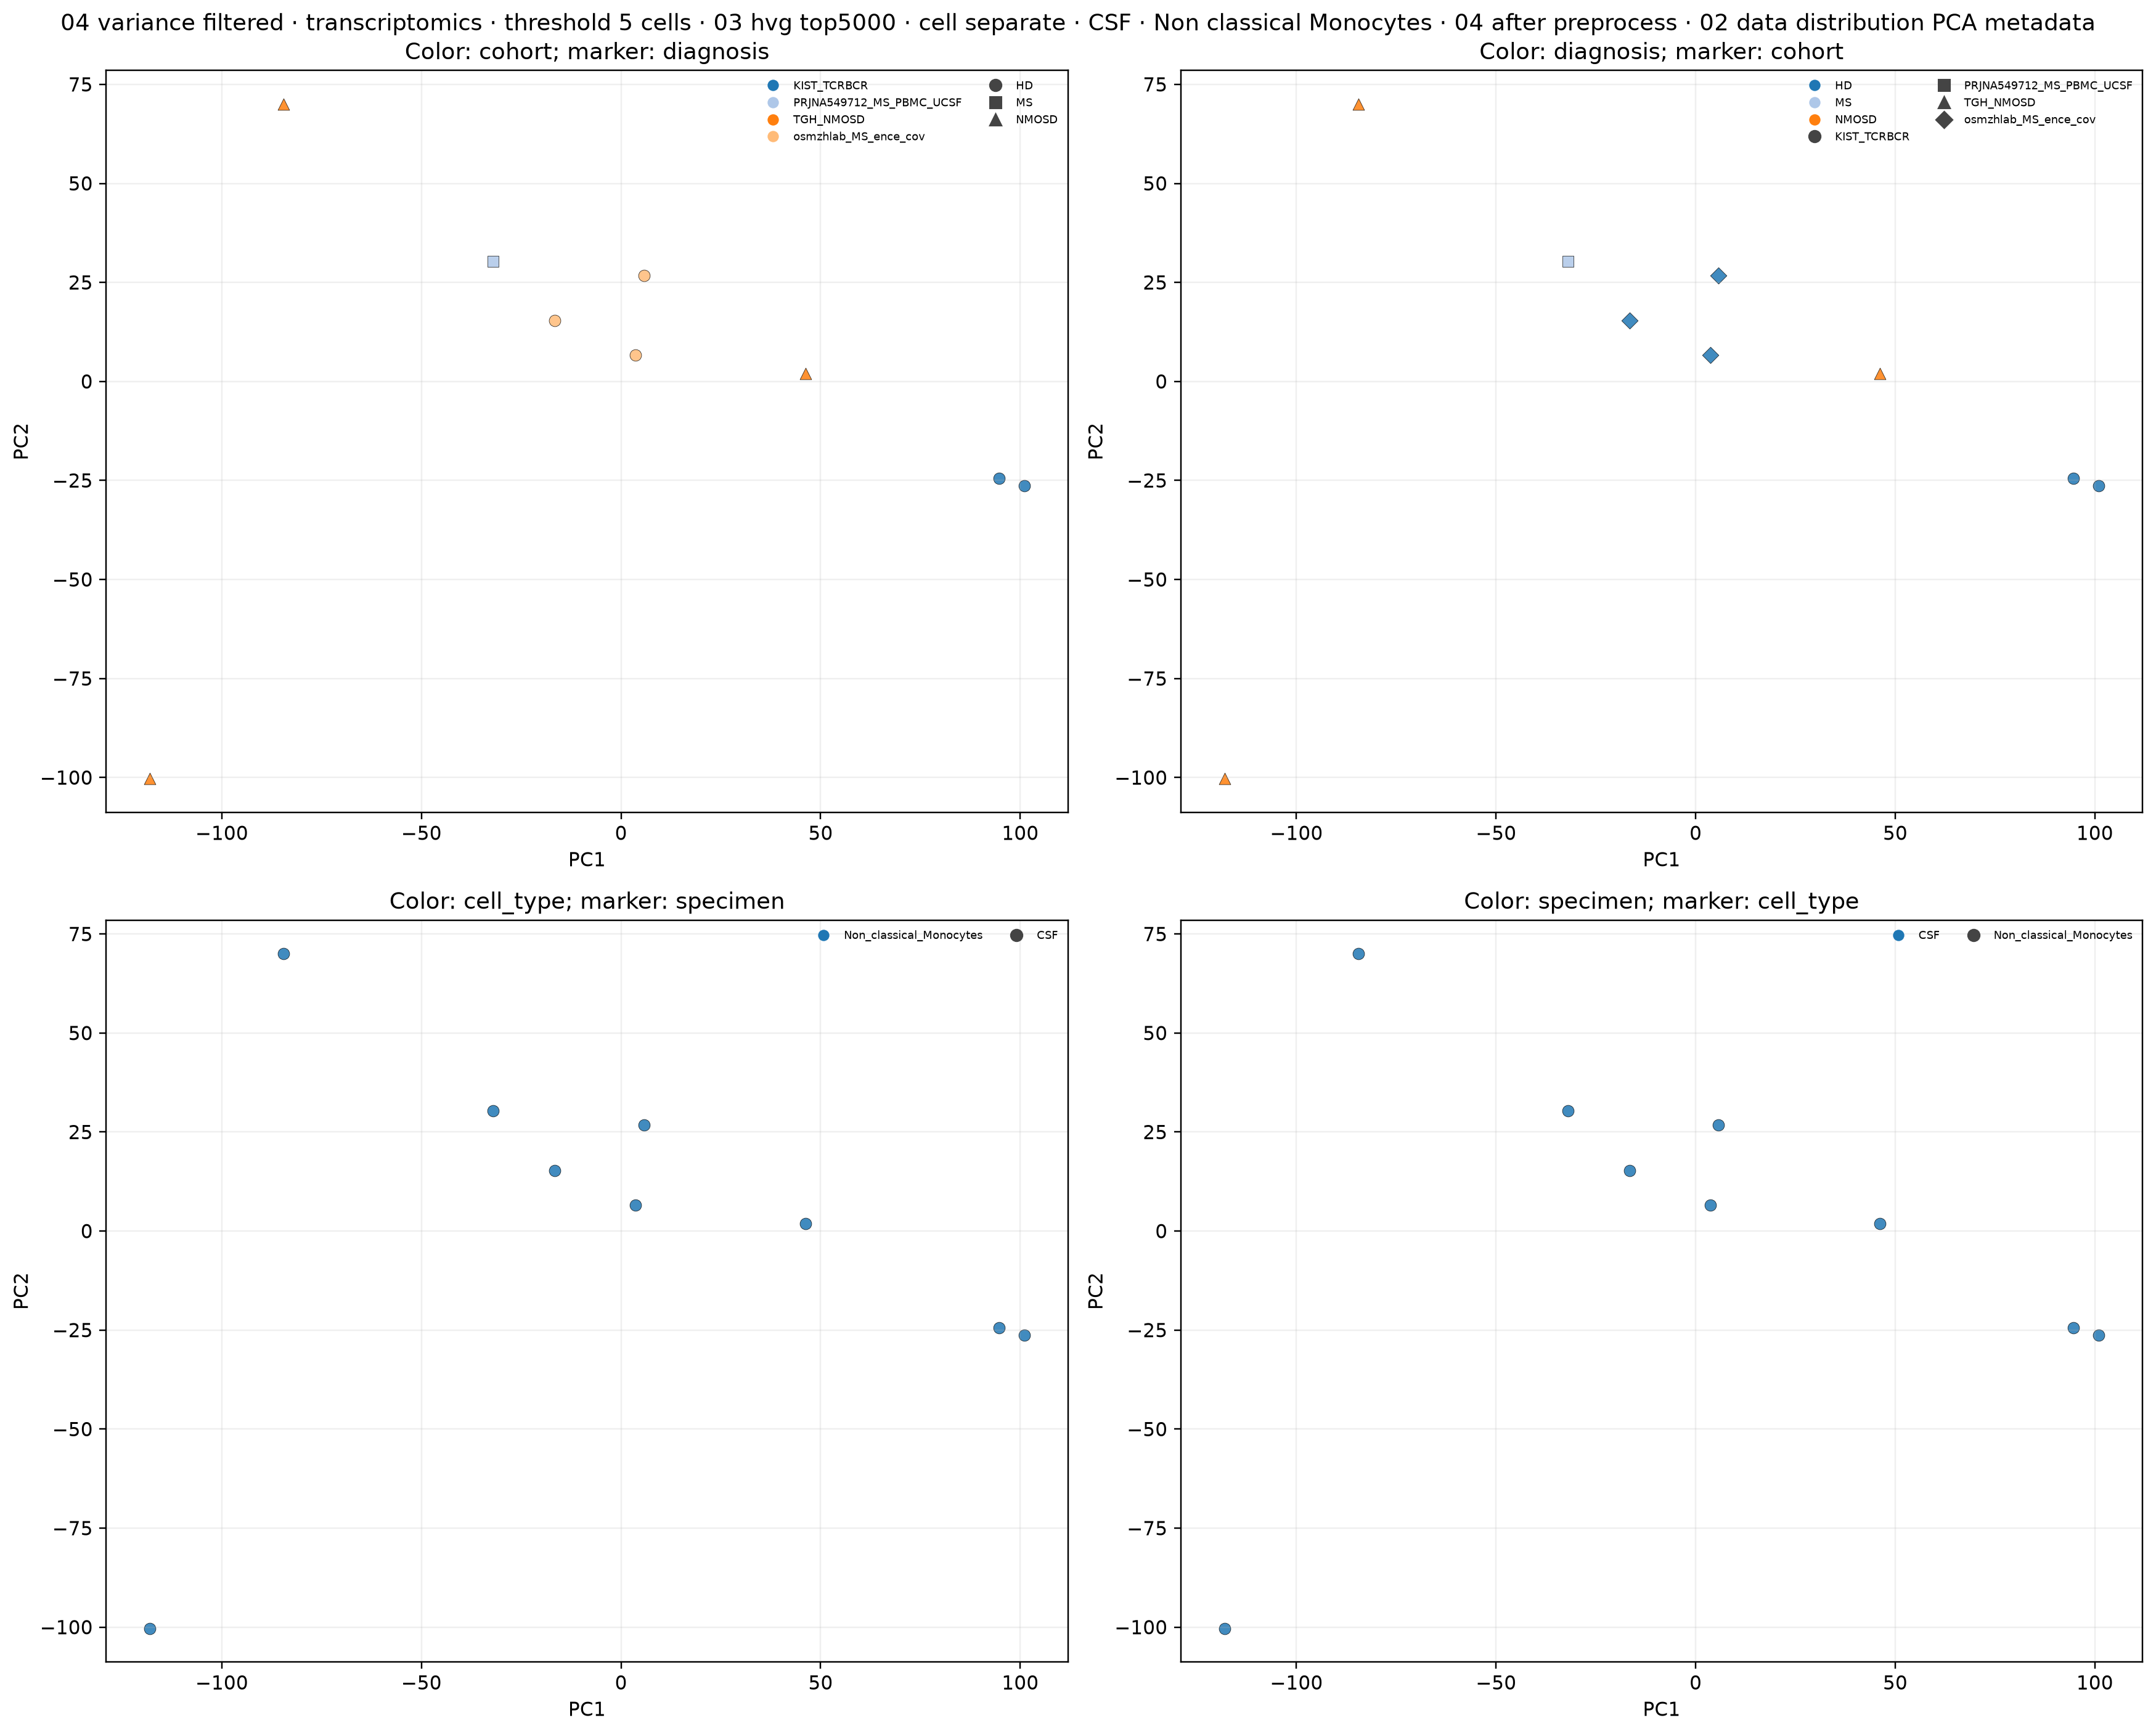 04 variance filtered · transcriptomics · threshold 5 cells · 03 hvg top5000 · cell separate · CSF · Non classical Monocytes · 04 after preprocess · 02 data distribution PCA metadata
Color: cohort; marker: diagnosis
KIST_TCRBCR
PRJNA549712_MS_PBMC_UCSF
TGH_NMOSD
osmzhlab_MS_ence_cov
HD
MS
NMOSD
75
50
25
0
−25
−50
−75
−100
PC2
−100
−50
0
50
100
PC1
Color: diagnosis; marker: cohort
HD
MS
NMOSD
KIST_TCRBCR
PRJNA549712_MS_PBMC_UCSF
TGH_NMOSD
osmzhlab_MS_ence_cov
75
50
25
0
−25
−50
−75
−100
PC2
−100
−50
0
50
100
PC1
Color: cell_type; marker: specimen
Non_classical_Monocytes
CSF
75
50
25
0
−25
−50
−75
−100
PC2
−100
−50
0
50
100
PC1
Color: specimen; marker: cell_type
CSF
Non_classical_Monocytes
75
50
25
0
−25
−50
−75
−100
PC2
−100
−50
0
50
100
PC1